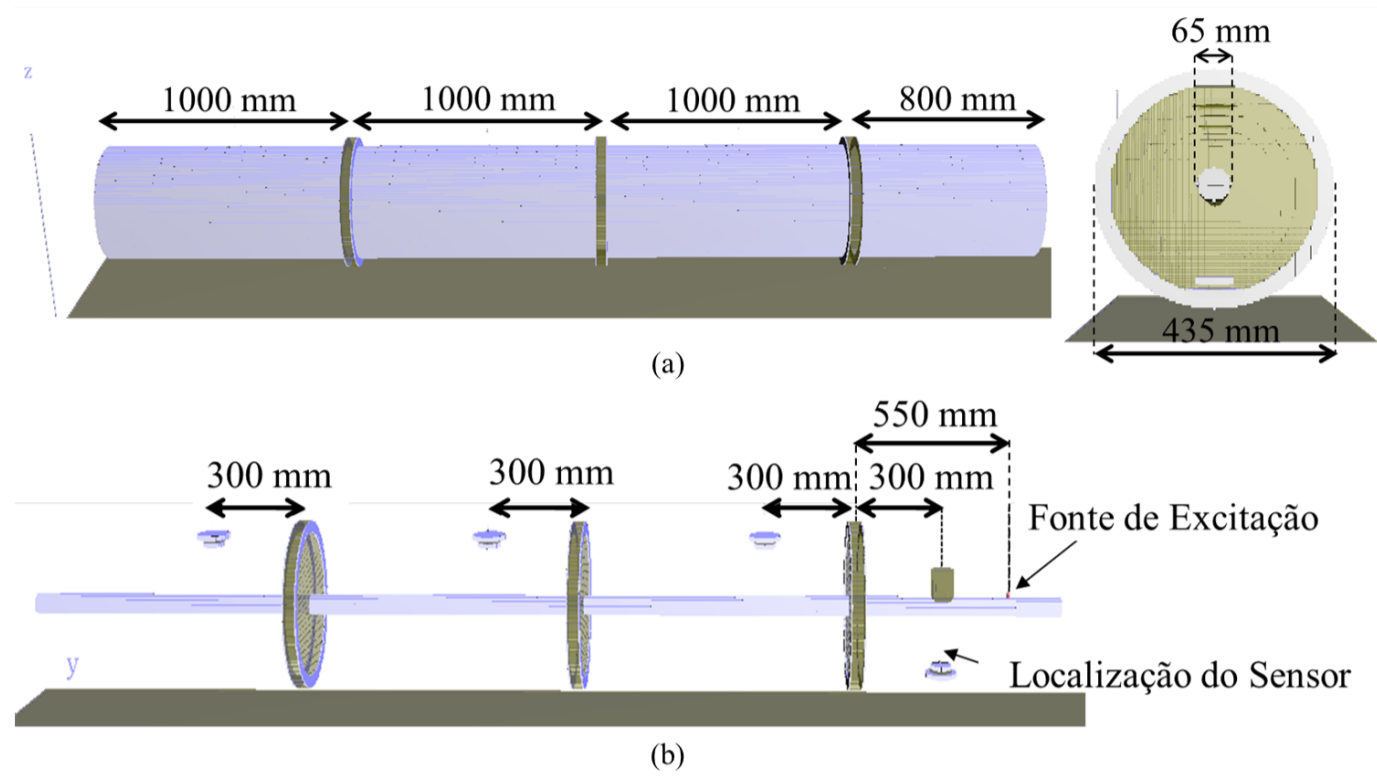 65 mm
z
1000 mm
1000 mm
1000 mm
800 mm
435 mm
(a)
550 mm
300 mm
300 mm
300 mm
300 mm
Fonte de Excitação
y
Localização do Sensor
(b)